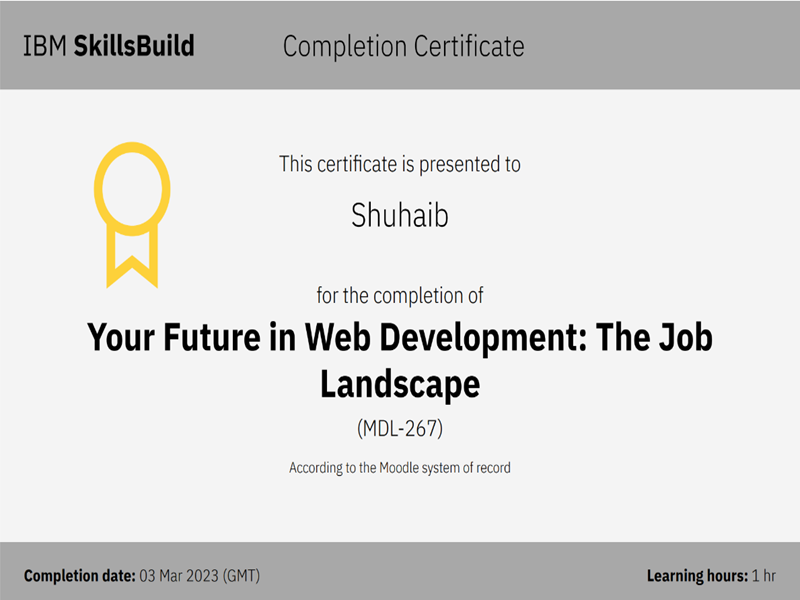 IBM SkillsBuild
Completion Certificate
This certificate is presented to
Shuhaib
for the completion of
Your Future in Web Development: The Job
Landscape
(MDL-267)
According to the Moodle system of record
Completion date: 03 Mar 2023 (GMT)
Learning hours: 1 hr